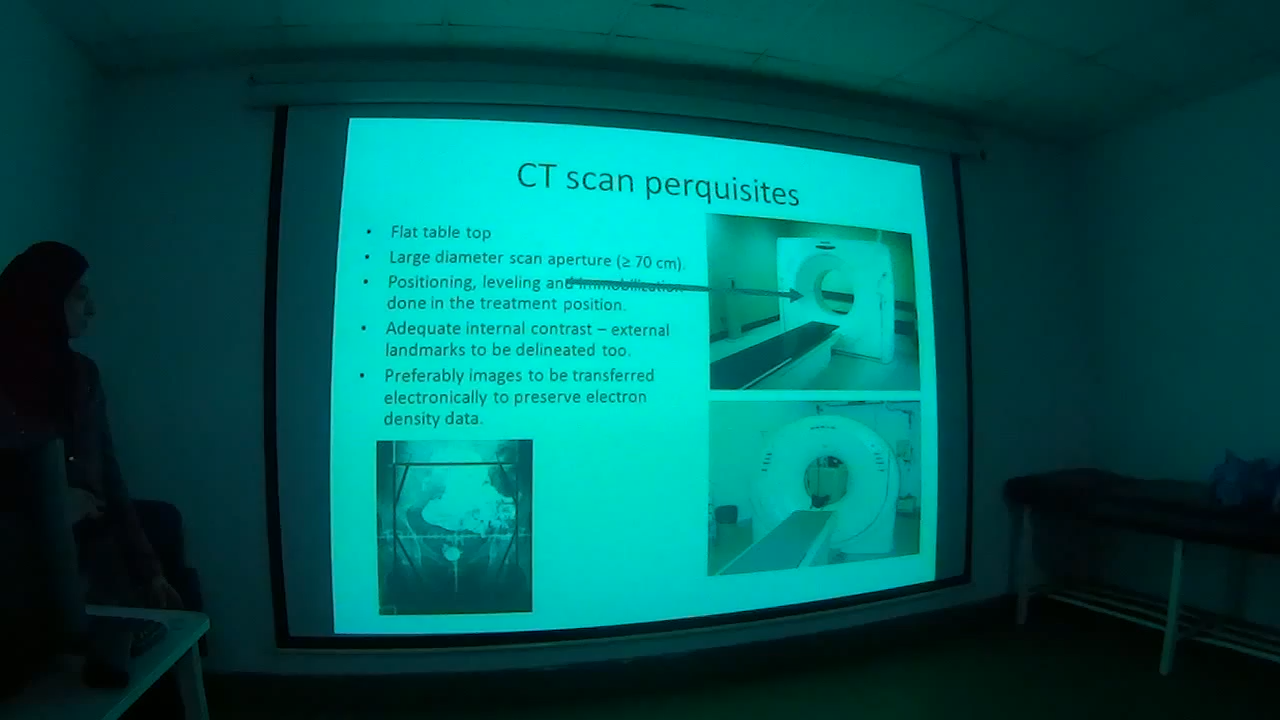 CT scan perquisites
• Flat table top
• Large diameter scan aperture (≥ 70 cm).
• Positioning, leveling and immobilization
done in the treatment position.
• Adequate internal contrast – external
landmarks to be delineated too.
• Preferably images to be transferred
electronically to preserve electron
density data.